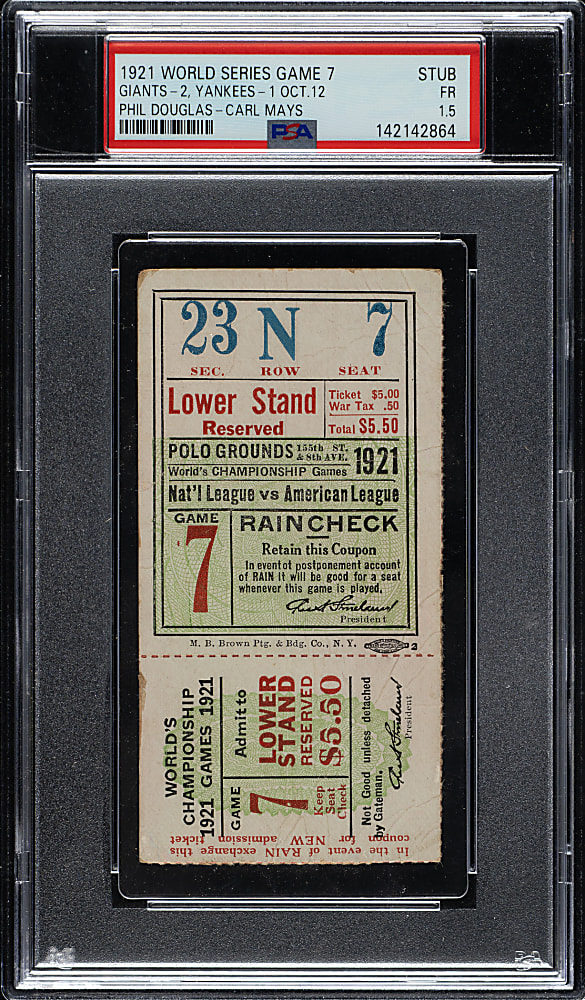 1921 WORLD SERIES GAME 7 STUB
GIANTS-2, YANKEES-1 OCT.12 FR
PHIL DOUGLAS-CARL MAYS 1.5
PSA 142142864
23 N 7
SEC. ROW SEAT
Lower Stand
Reserved
Ticket $5.00
War Tax .50
Total $5.50
POLO GROUNDS 155th ST. & 8th AVE.
World's CHAMPIONSHIP Games 1921
Nat'l League vs American League
GAME
7
RAIN CHECK
Retain this Coupon
In event of postponement account
of RAIN it will be good for a seat
whenever this game is played,
President
M. B. Brown Ptg. & Bdg. Co., N. Y. 2
WORLD'S
CHAMPIONSHIP
1921 GAMES 1921
GAME
7
Admit to
LOWER
STAND
RESERVED
$5.50
Keep
Seat
Check
Not Good unless detached
by Gateman.
President
In the event of RAIN exchange this
coupon for NEW admission ticket